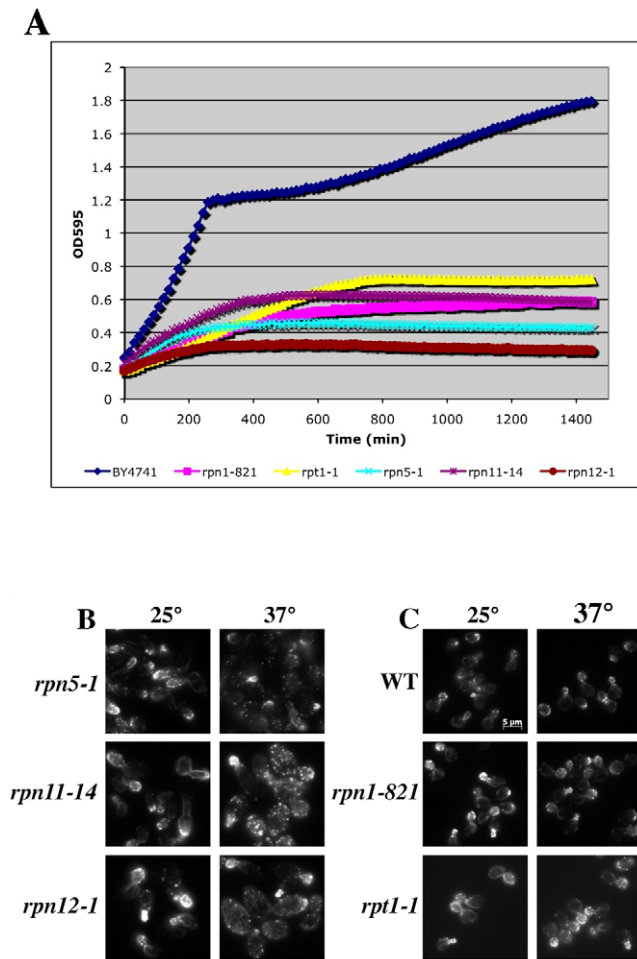 A
2
1.8
1.6
1.4
1.2
1
0.8
0.6
0.4
0.2
0
OD595
0 200 400 600 800 1000 1200 1400
Time (min)
BY4741 rpn1-821 rpt1-1 rpn5-1 rpn11-14 rpn12-1
B 25° 37° C 25° 37°
rpn5-1 WT
5 µm
rpn11-14 rpn1-821
rpn12-1 rpt1-1